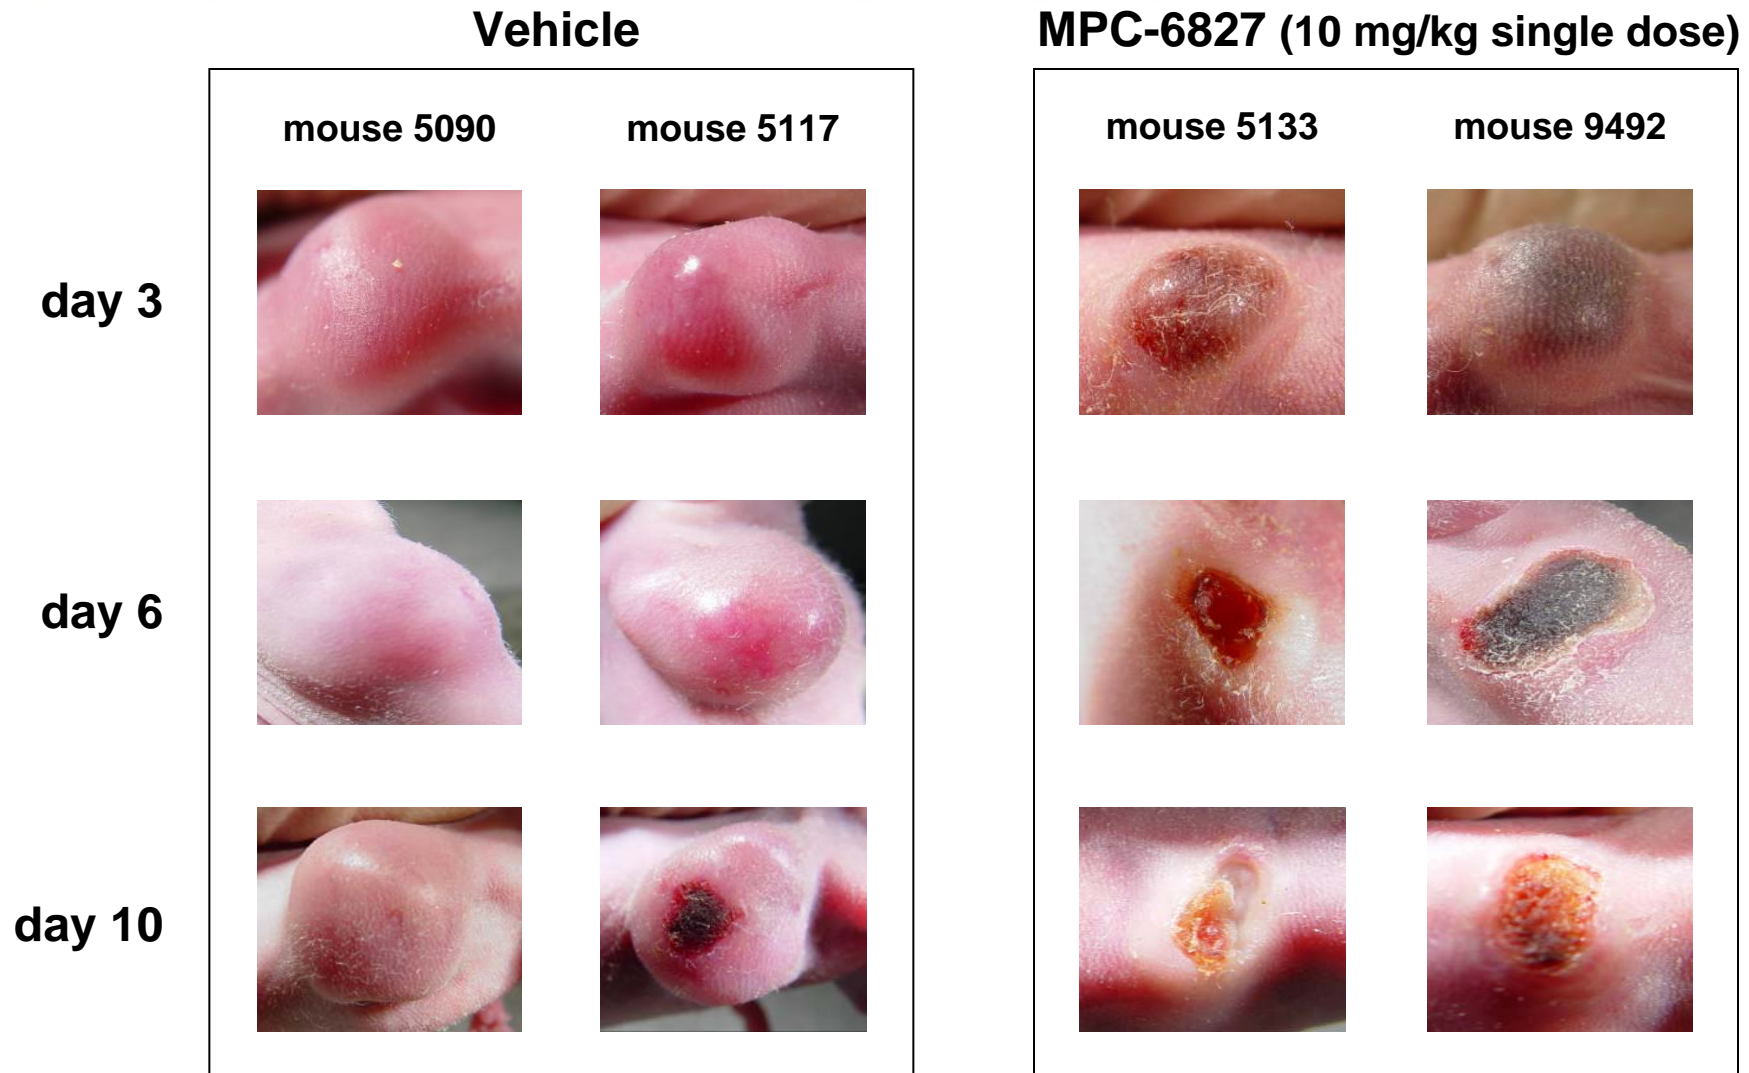 Vehicle
MPC-6827 (10 mg/kg single dose)
mouse 5090
mouse 5117
mouse 5133
mouse 9492
day 3
day 6
day 10